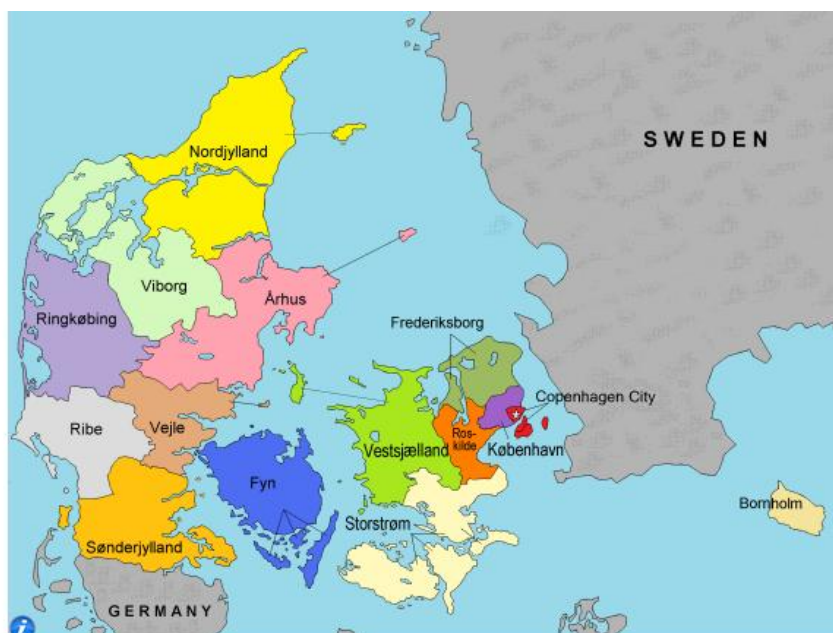 SWEDEN
Nordjylland
Viborg
Århus
Ringkøbing
Frederiksborg
Copenhagen City
Ribe
Vejle
Vestsjælland
Ros-
kilde
København
Fyn
Storstrøm
Bornholm
Sønderjylland
GERMANY
i